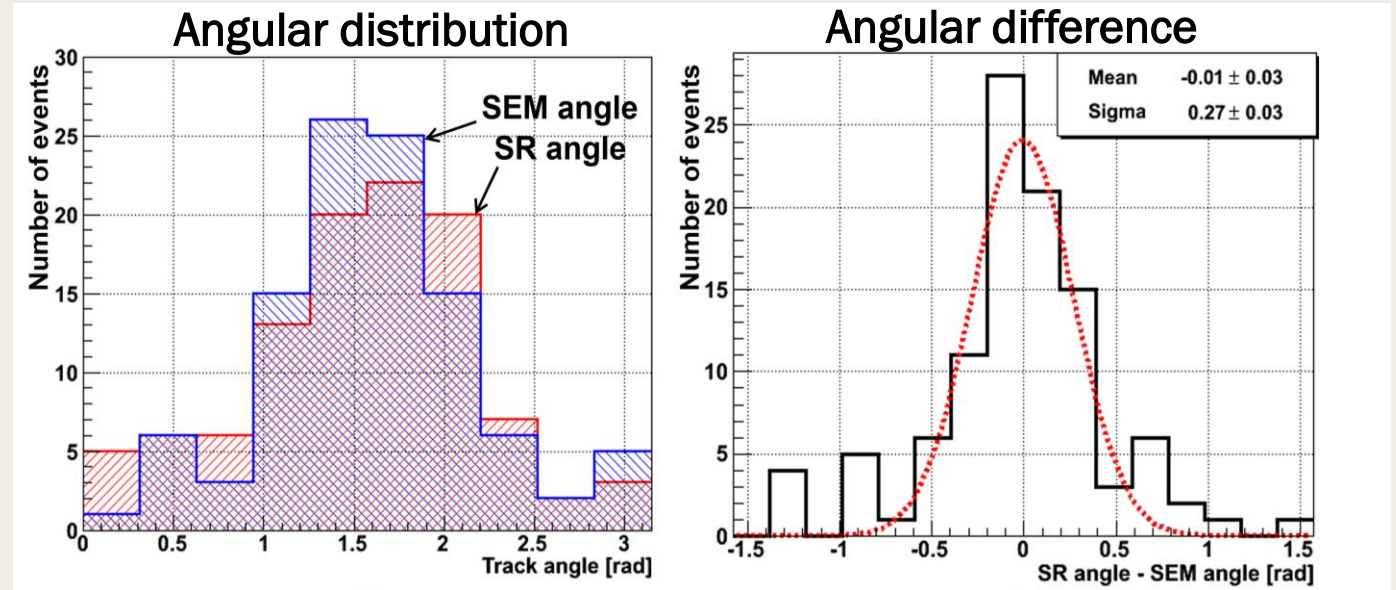 Angular distribution
Number of events
30
25
20
15
10
5
0
SEM angle
SR angle
0 0.5 1 1.5 2 2.5 3
Track angle [rad]
Angular difference
Number of events
25
20
15
10
5
0
Mean -0.01 ± 0.03
Sigma 0.27 ± 0.03
-1.5 -1 -0.5 0 0.5 1 1.5
SR angle - SEM angle [rad]